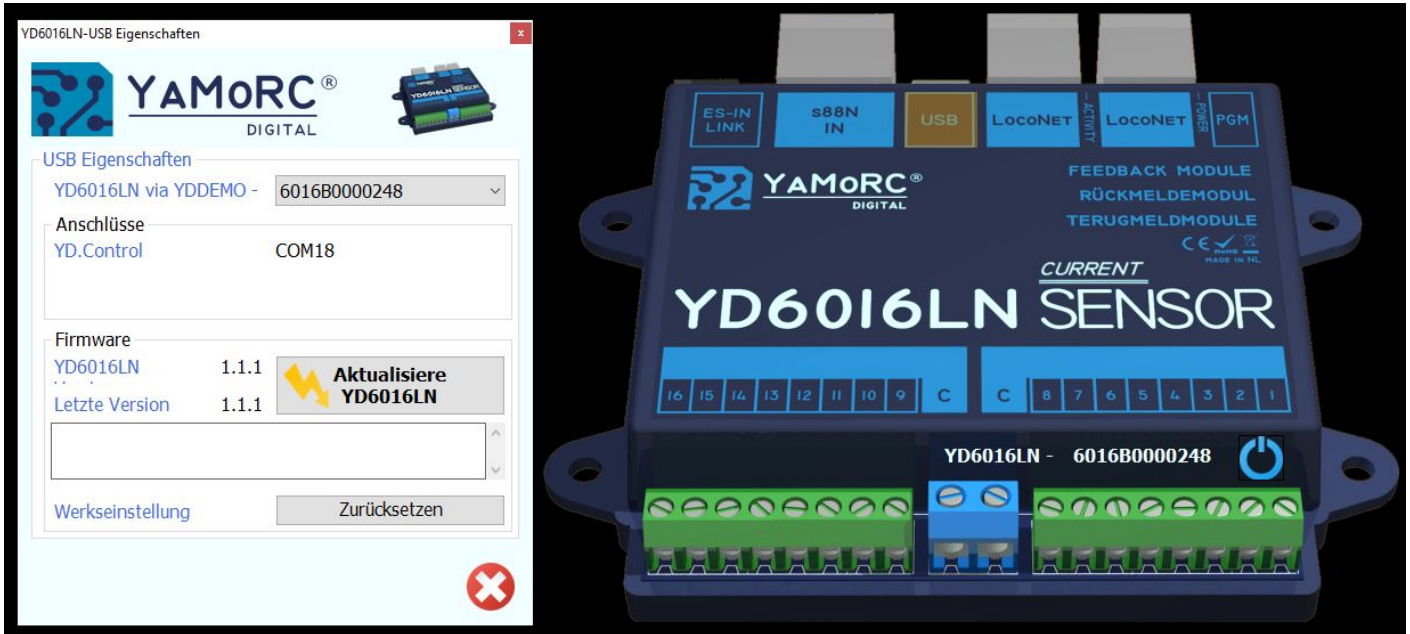 YD6016LN-USB Eigenschaften
x
YAMORC®
DIGITAL
USB Eigenschaften
YD6016LN via YDDEMO - 6016B0000248
Anschlüsse
YD.Control COM18
Firmware
YD6016LN 1.1.1
Aktualisiere
YD6016LN
Letzte Version 1.1.1
Werkseinstellung Zurücksetzen
ES-IN
LINK
S88N
IN
USB
LOCONET
ACTIVITY
LOCONET
POWER
PGM
YAMORC®
DIGITAL
FEEDBACK MODULE
RÜCKMELDEMODUL
TERUGMELDMODULE
CE RoHS
MADE IN NL
YD6016LN CURRENT SENSOR
16 15 14 13 12 11 10 9 C C 8 7 6 5 4 3 2 1
YD6016LN - 6016B0000248